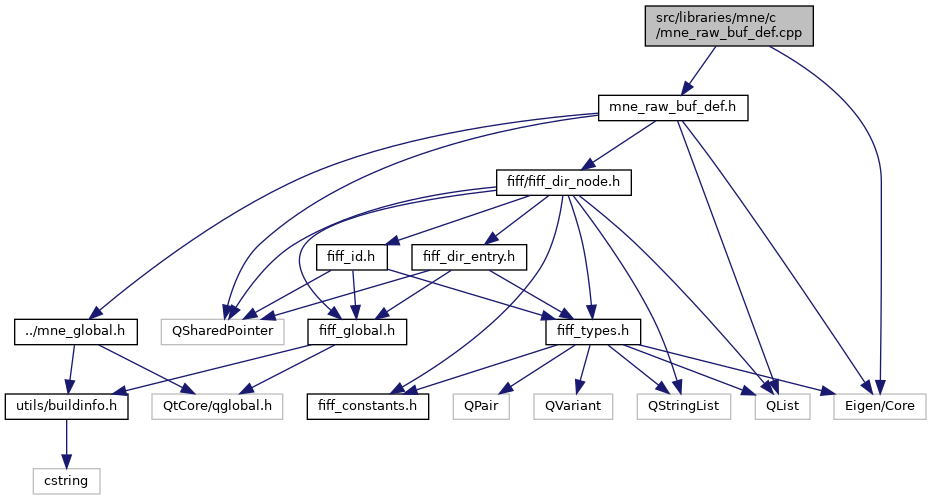 src/libraries/mne/c
/mne_raw_buf_def.cpp
mne_raw_buf_def.h
fiff/fiff_dir_node.h
fiff_id.h
fiff_dir_entry.h
../mne_global.h
QSharedPointer
fiff_global.h
fiff_types.h
utils/buildinfo.h
QtCore/qglobal.h
fiff_constants.h
QPair
QVariant
QStringList
QList
Eigen/Core
cstring